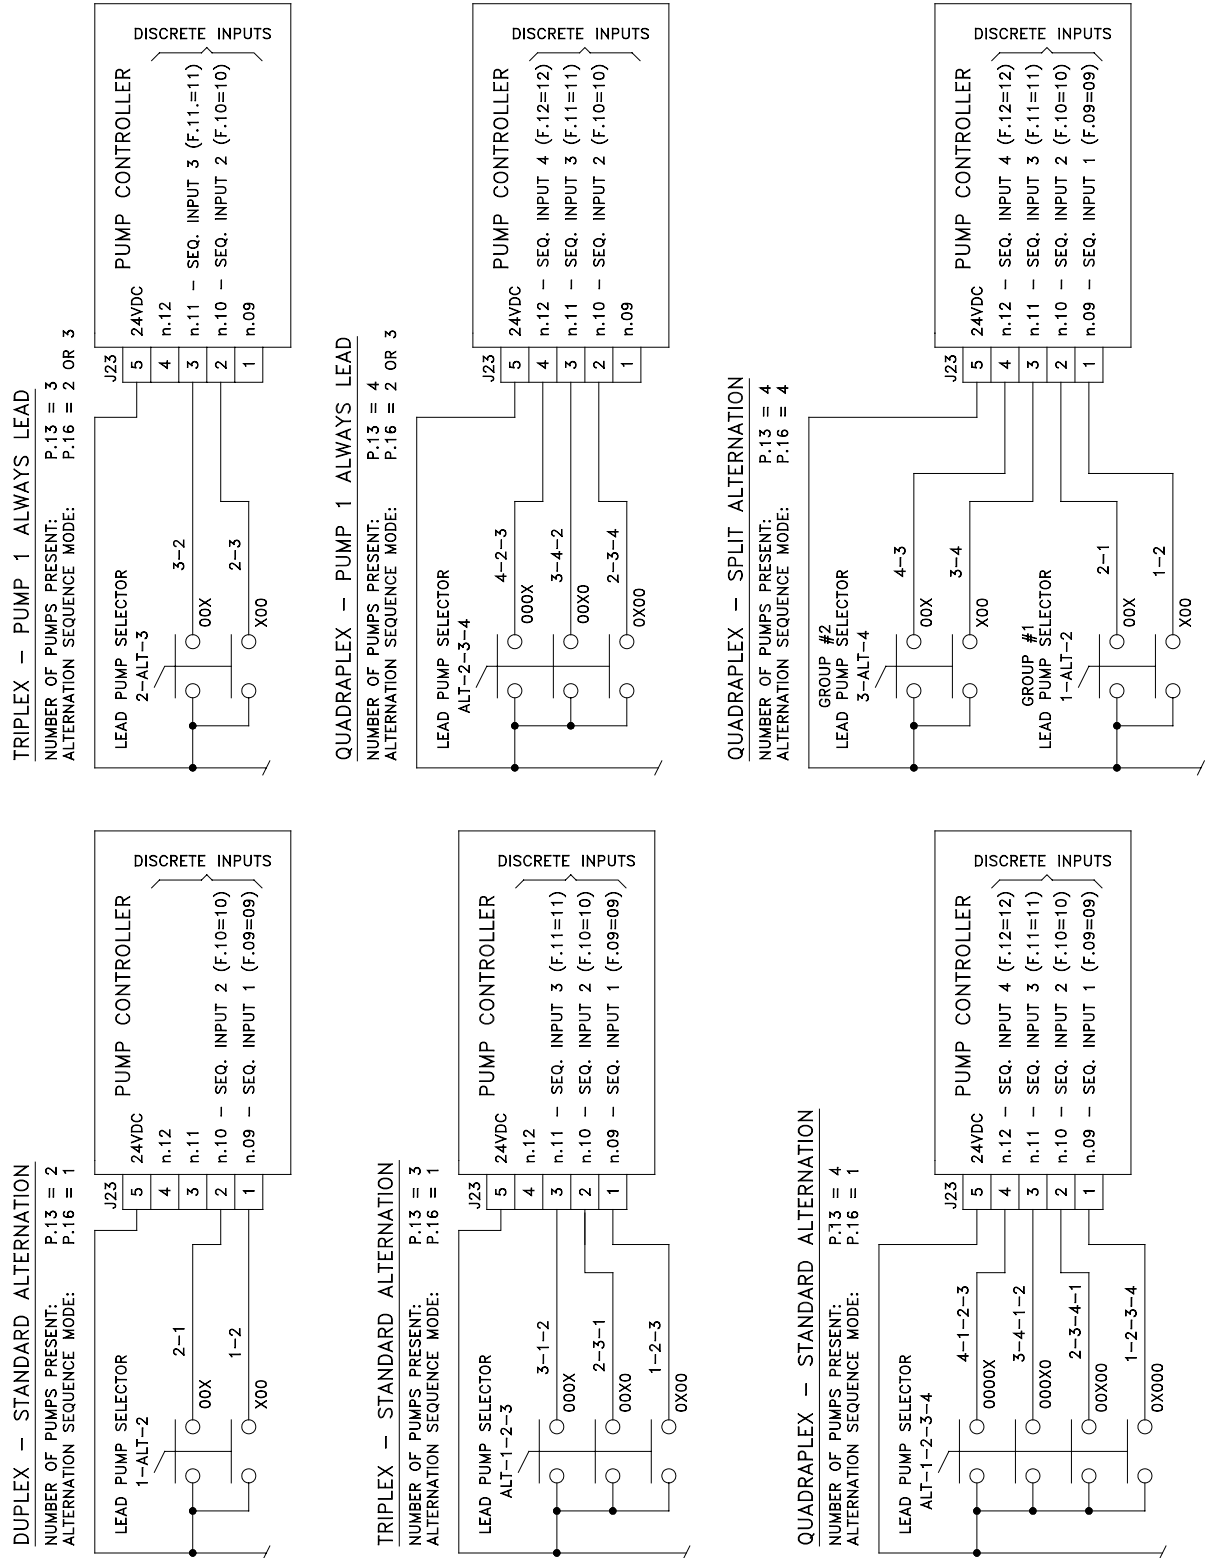 DUPLEX – STANDARD ALTERNATION
NUMBER OF PUMPS PRESENT: P.13 = 2
ALTERNATION SEQUENCE MODE: P.16 = 1
LEAD PUMP SELECTOR
1–ALT–2
2–1
00X
1–2
X00
J23
5 24VDC
4 n.12
3 n.11
2 n.10 – SEQ. INPUT 2 (F.10=10)
1 n.09 – SEQ. INPUT 1 (F.09=09)
PUMP CONTROLLER
DISCRETE INPUTS
TRIPLEX – PUMP 1 ALWAYS LEAD
NUMBER OF PUMPS PRESENT: P.13 = 3
ALTERNATION SEQUENCE MODE: P.16 = 2 OR 3
LEAD PUMP SELECTOR
2–ALT–3
3–2
00X
2–3
X00
J23
5 24VDC
4 n.12
3 n.11 – SEQ. INPUT 3 (F.11.=11)
2 n.10 – SEQ. INPUT 2 (F.10=10)
1 n.09
PUMP CONTROLLER
DISCRETE INPUTS
TRIPLEX – STANDARD ALTERNATION
NUMBER OF PUMPS PRESENT: P.13 = 3
ALTERNATION SEQUENCE MODE: P.16 = 1
LEAD PUMP SELECTOR
ALT–1–2–3
3–1–2
000X
2–3–1
00X0
1–2–3
0X00
J23
5 24VDC
4 n.12
3 n.11 – SEQ. INPUT 3 (F.11=11)
2 n.10 – SEQ. INPUT 2 (F.10=10)
1 n.09 – SEQ. INPUT 1 (F.09=09)
PUMP CONTROLLER
DISCRETE INPUTS
QUADRAPLEX – PUMP 1 ALWAYS LEAD
NUMBER OF PUMPS PRESENT: P.13 = 4
ALTERNATION SEQUENCE MODE: P.16 = 2 OR 3
LEAD PUMP SELECTOR
ALT–2–3–4
4–2–3
000X
3–4–2
00X0
2–3–4
0X00
J23
5 24VDC
4 n.12 – SEQ. INPUT 4 (F.12=12)
3 n.11 – SEQ. INPUT 3 (F.11=11)
2 n.10 – SEQ. INPUT 2 (F.10=10)
1 n.09
PUMP CONTROLLER
DISCRETE INPUTS
QUADRAPLEX – STANDARD ALTERNATION
NUMBER OF PUMPS PRESENT: P.13 = 4
ALTERNATION SEQUENCE MODE: P.16 = 1
LEAD PUMP SELECTOR
ALT–1–2–3–4
4–1–2–3
0000X
3–4–1–2
000X0
2–3–4–1
00X00
1–2–3–4
0X000
J23
5 24VDC
4 n.12 – SEQ. INPUT 4 (F.12=12)
3 n.11 – SEQ. INPUT 3 (F.11=11)
2 n.10 – SEQ. INPUT 2 (F.10=10)
1 n.09 – SEQ. INPUT 1 (F.09=09)
PUMP CONTROLLER
DISCRETE INPUTS
QUADRAPLEX – SPLIT ALTERNATION
NUMBER OF PUMPS PRESENT: P.13 = 4
ALTERNATION SEQUENCE MODE: P.16 = 4
GROUP #2
LEAD PUMP SELECTOR
3–ALT–4
4–3
00X
3–4
X00
GROUP #1
LEAD PUMP SELECTOR
1–ALT–2
2–1
00X
1–2
X00
J23
5 24VDC
4 n.12 – SEQ. INPUT 4 (F.12=12)
3 n.11 – SEQ. INPUT 3 (F.11=11)
2 n.10 – SEQ. INPUT 2 (F.10=10)
1 n.09 – SEQ. INPUT 1 (F.09=09)
PUMP CONTROLLER
DISCRETE INPUTS